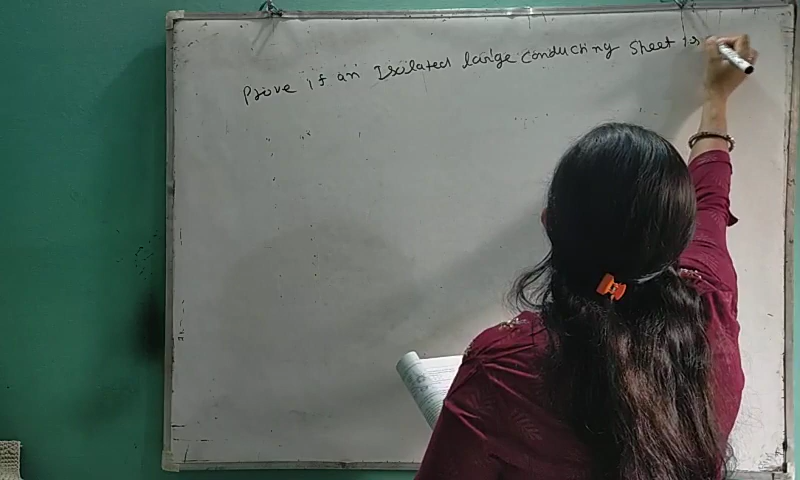 Prove if an Isolated large conducting sheet is